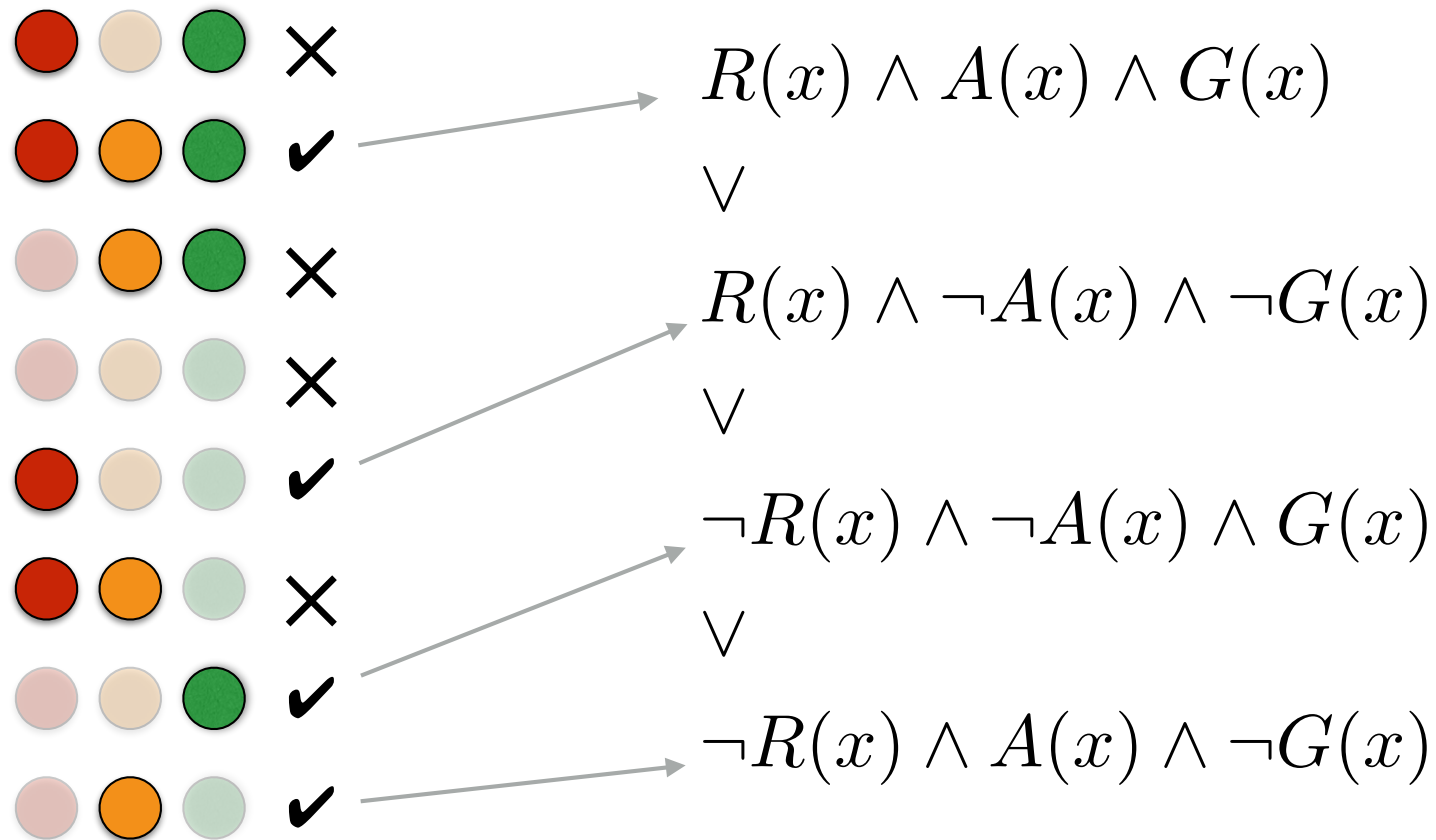 R(x) ∧ A(x) ∧ G(x)
∨
R(x) ∧ ¬A(x) ∧ ¬G(x)
∨
¬R(x) ∧ ¬A(x) ∧ G(x)
∨
¬R(x) ∧ A(x) ∧ ¬G(x)